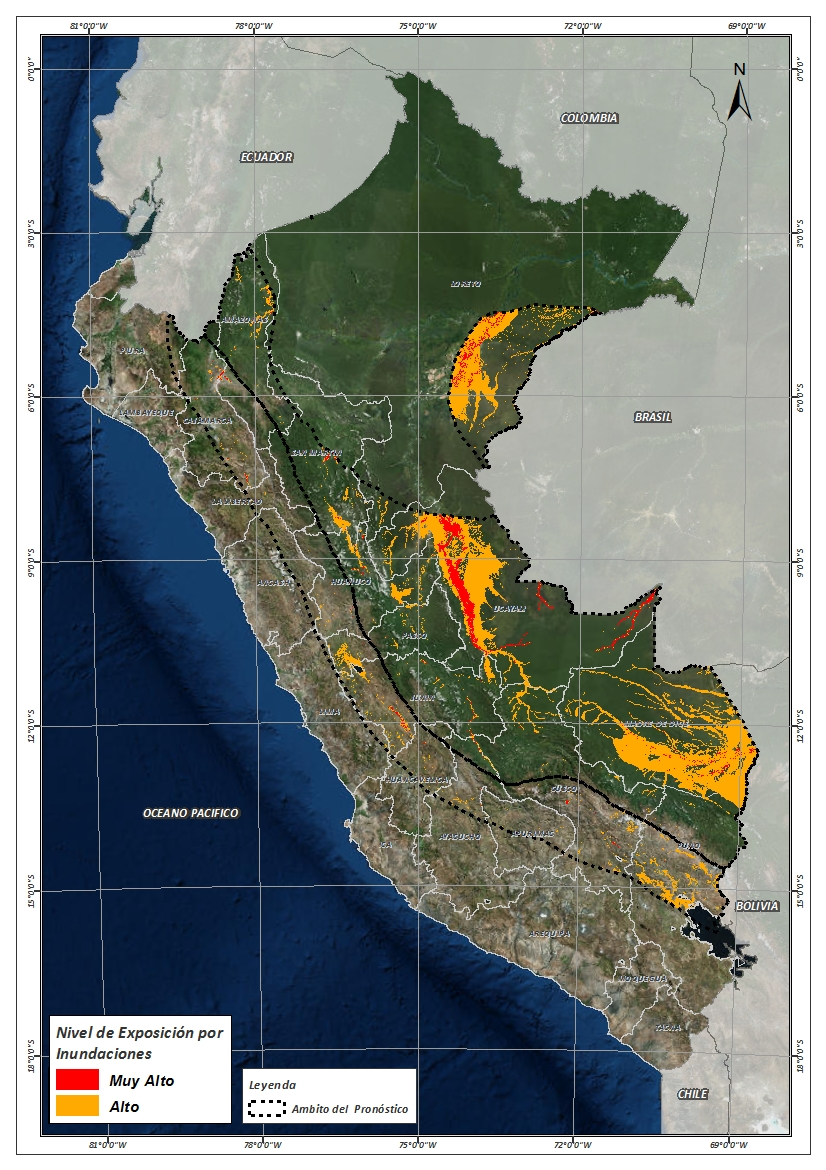 81°0'0"W 78°0'0"W 75°0'0"W 72°0'0"W 69°0'0"W
0°0'0" 0°0'0"
N
COLOMBIA
ECUADOR
3°0'0"S 3°0'0"S
LORETO
AMAZONAS
PIURA
6°0'0"S 6°0'0"S
LAMBAYEQUE
CAJAMARCA
BRASIL
SAN MARTIN
LA LIBERTAD
9°0'0"S 9°0'0"S
ANCASH
HUANUCO
UCAYALI
PASCO
JUNIN
LIMA
MADRE DE DIOS
12°0'0"S 12°0'0"S
HUANCAVELICA
CUSCO
OCEANO PACIFICO
ICA
AYACUCHO
APURIMAC
PUNO
15°0'0"S 15°0'0"S
BOLIVIA
AREQUIPA
MOQUEGUA
TACNA
18°0'0"S 18°0'0"S
Nivel de Exposición por
Inundaciones
Muy Alto
Alto
Leyenda
Ambito del Pronóstico
CHILE
81°0'0"W 78°0'0"W 75°0'0"W 72°0'0"W 69°0'0"W